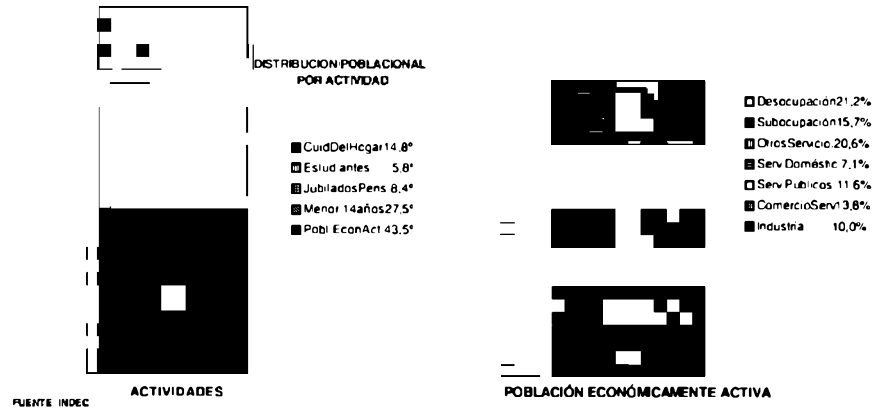 DISTRIBUCION POBLACIONAL
POR ACTIVIDAD
CuidDelHogar14,8°
Estudiantes 5,8°
JubiladosPens 8,4°
Menor 14años27,5°
Pobl EconAct 43,5°
ACTIVIDADES
FUENTE INDEC
Desocupación21,2%
Subocupación15,7%
OtrosServicio.20,6%
Serv Doméstic 7,1%
Serv Publicos 11,6%
ComercioServ13,8%
Industria 10,0%
POBLACIÓN ECONÓMICAMENTE ACTIVA